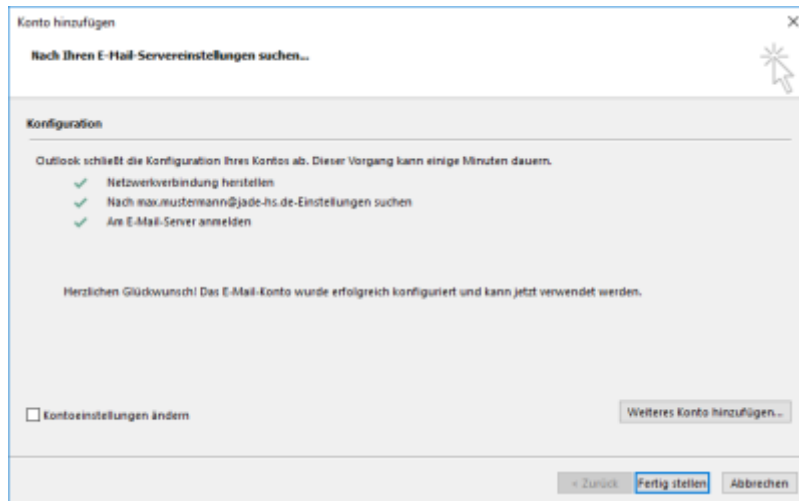 Konto hinzufügen
Nach Ihren E-Mail-Servereinstellungen suchen...
Konfiguration
Outlook schließt die Konfiguration Ihres Kontos ab. Dieser Vorgang kann einige Minuten dauern.
Netzwerkverbindung herstellen
Nach max.mustermann@jade-hs.de-Einstellungen suchen
Am E-Mail-Server anmelden
Herzlichen Glückwunsch! Das E-Mail-Konto wurde erfolgreich konfiguriert und kann jetzt verwendet werden.
Kontoeinstellungen ändern
Weiteres Konto hinzufügen...
< Zurück Fertig stellen Abbrechen